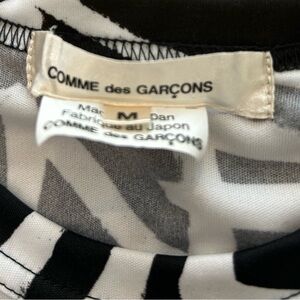 COMME des GARÇONS
M
Fabriqué au Japon
COMME des GARÇONS